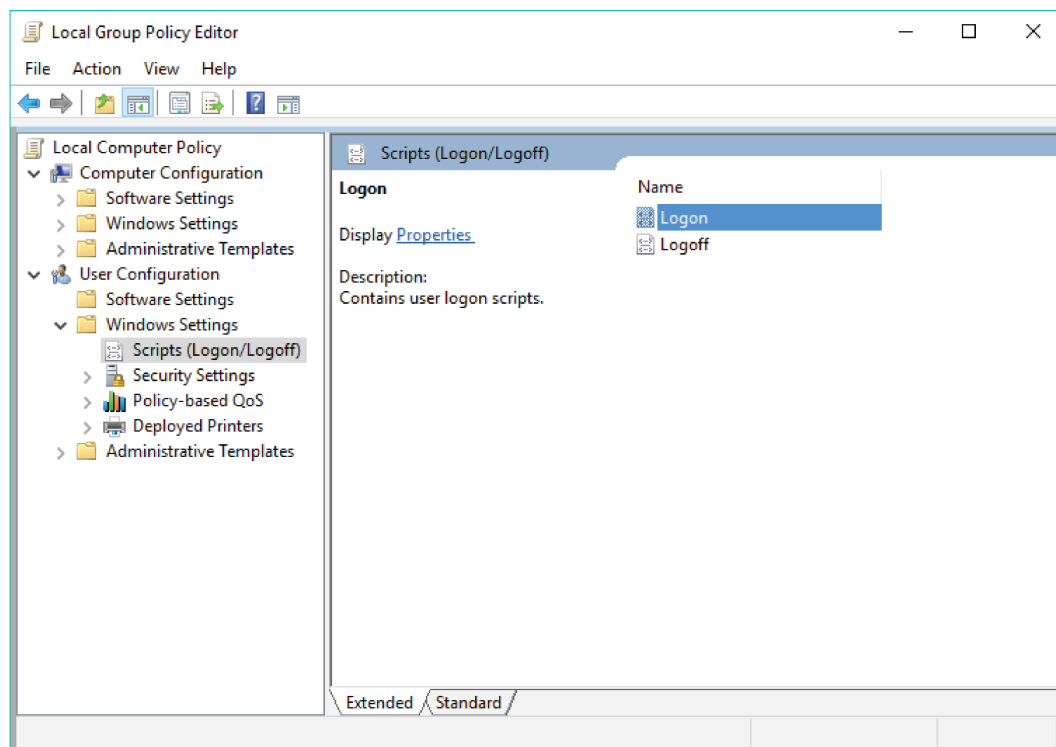 Local Group Policy Editor
File Action View Help
Local Computer Policy
Computer Configuration
Software Settings
Windows Settings
Administrative Templates
User Configuration
Software Settings
Windows Settings
Scripts (Logon/Logoff)
Security Settings
Policy-based QoS
Deployed Printers
Administrative Templates
Scripts (Logon/Logoff)
Logon
Display Properties
Description:
Contains user logon scripts.
Name
Logon
Logoff
Extended Standard